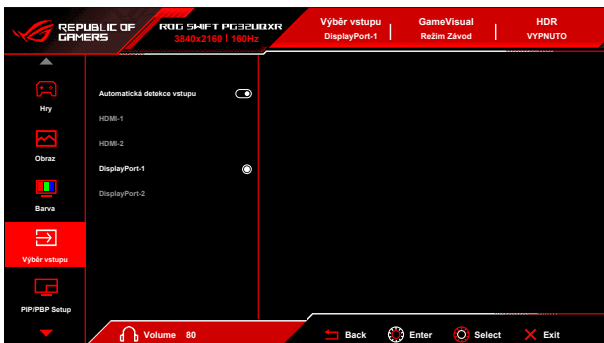 REPUBLIC OF
GAMERS
ROG SWIFT PG32UQXR
3840x2160 | 160Hz
Výběr vstupu
DisplayPort-1
GameVisual
Režim Závod
HDR
VYPNUTO
Hry
Obraz
Barva
Výběr vstupu
PIP/PBP Setup
Automatická detekce vstupu
HDMI-1
HDMI-2
DisplayPort-1
DisplayPort-2
Volume 80
Back
Enter
Select
Exit